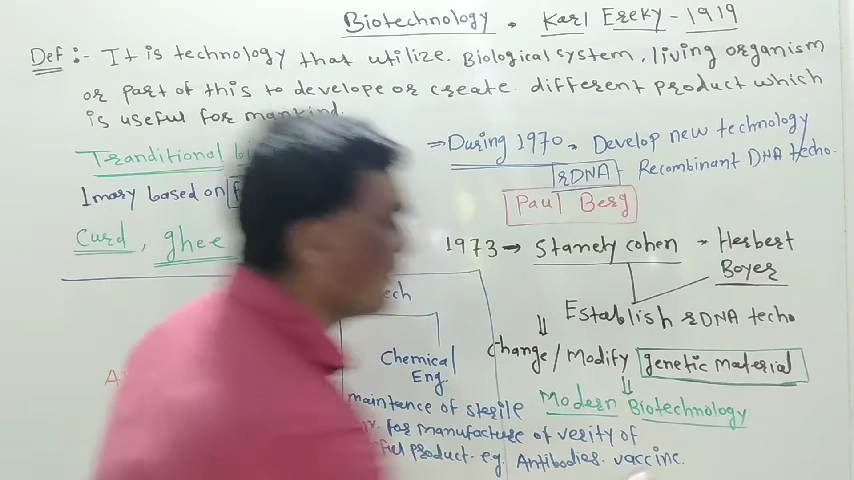 Biotechnology • Karl Ereky - 1919
Def :- It is technology that utilize. Biological system, living organism
or part of this to develope or create different product which
is useful for mankind.
Tranditional
1mary based on
Curd, ghee
⇒ During 1970, Develop new technology
rDNA Recombinant DNA techo.
Paul Berg
1973 → Stanely cohen → Herbert
Boyer
Establish rDNA techo
⇓ Change/Modify genetic material
⇓
Modern Biotechnology
Chemical
Eng.
maintence of sterile
for manufacture of verity of
product. e.g. Antibodies. vaccine.